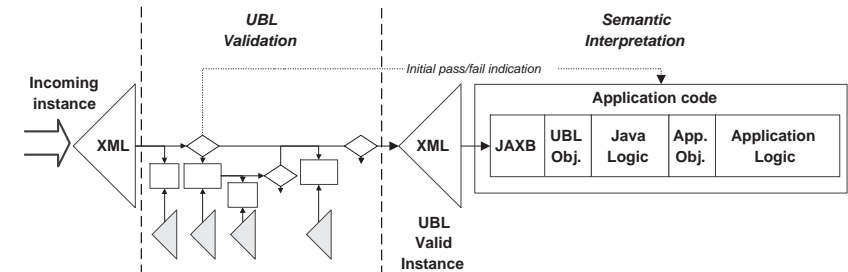 UBL
Validation
Semantic
Interpretation
Incoming
instance
Initial pass/fail indication
Application code
XML
XML
JAXB
UBL
Obj.
Java
Logic
App.
Obj.
Application
Logic
UBL
Valid
Instance